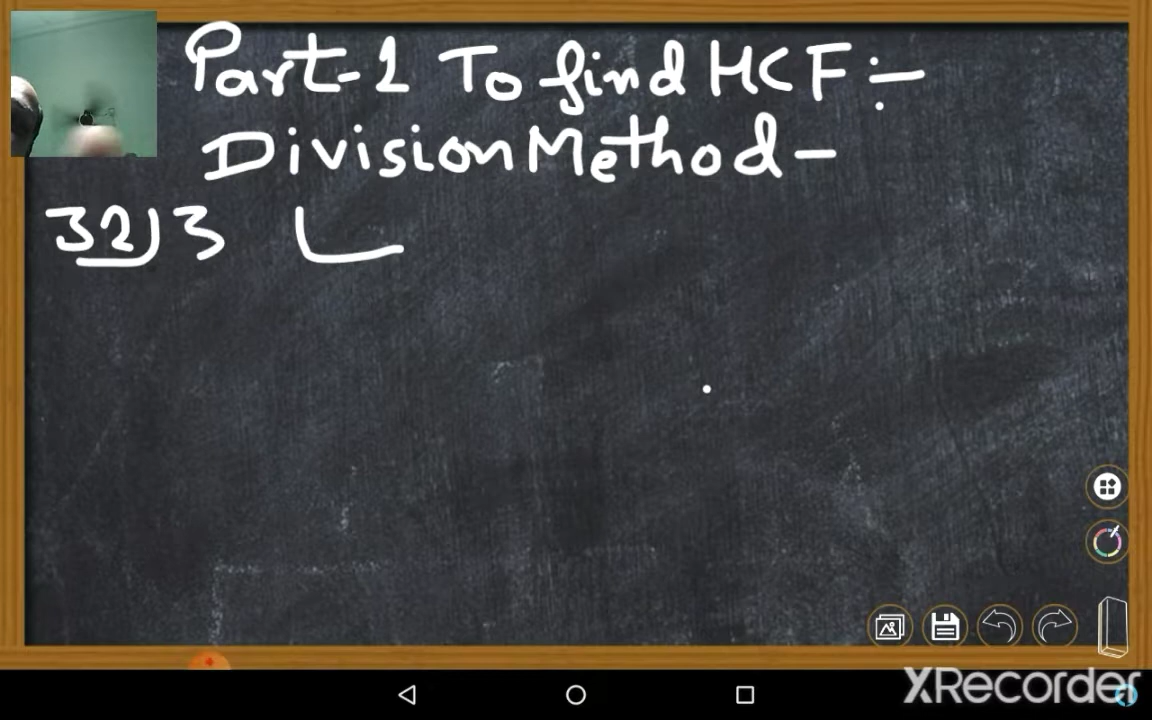 Part-1 To find HCF:-
Division Method-
32) 3
XRecorder